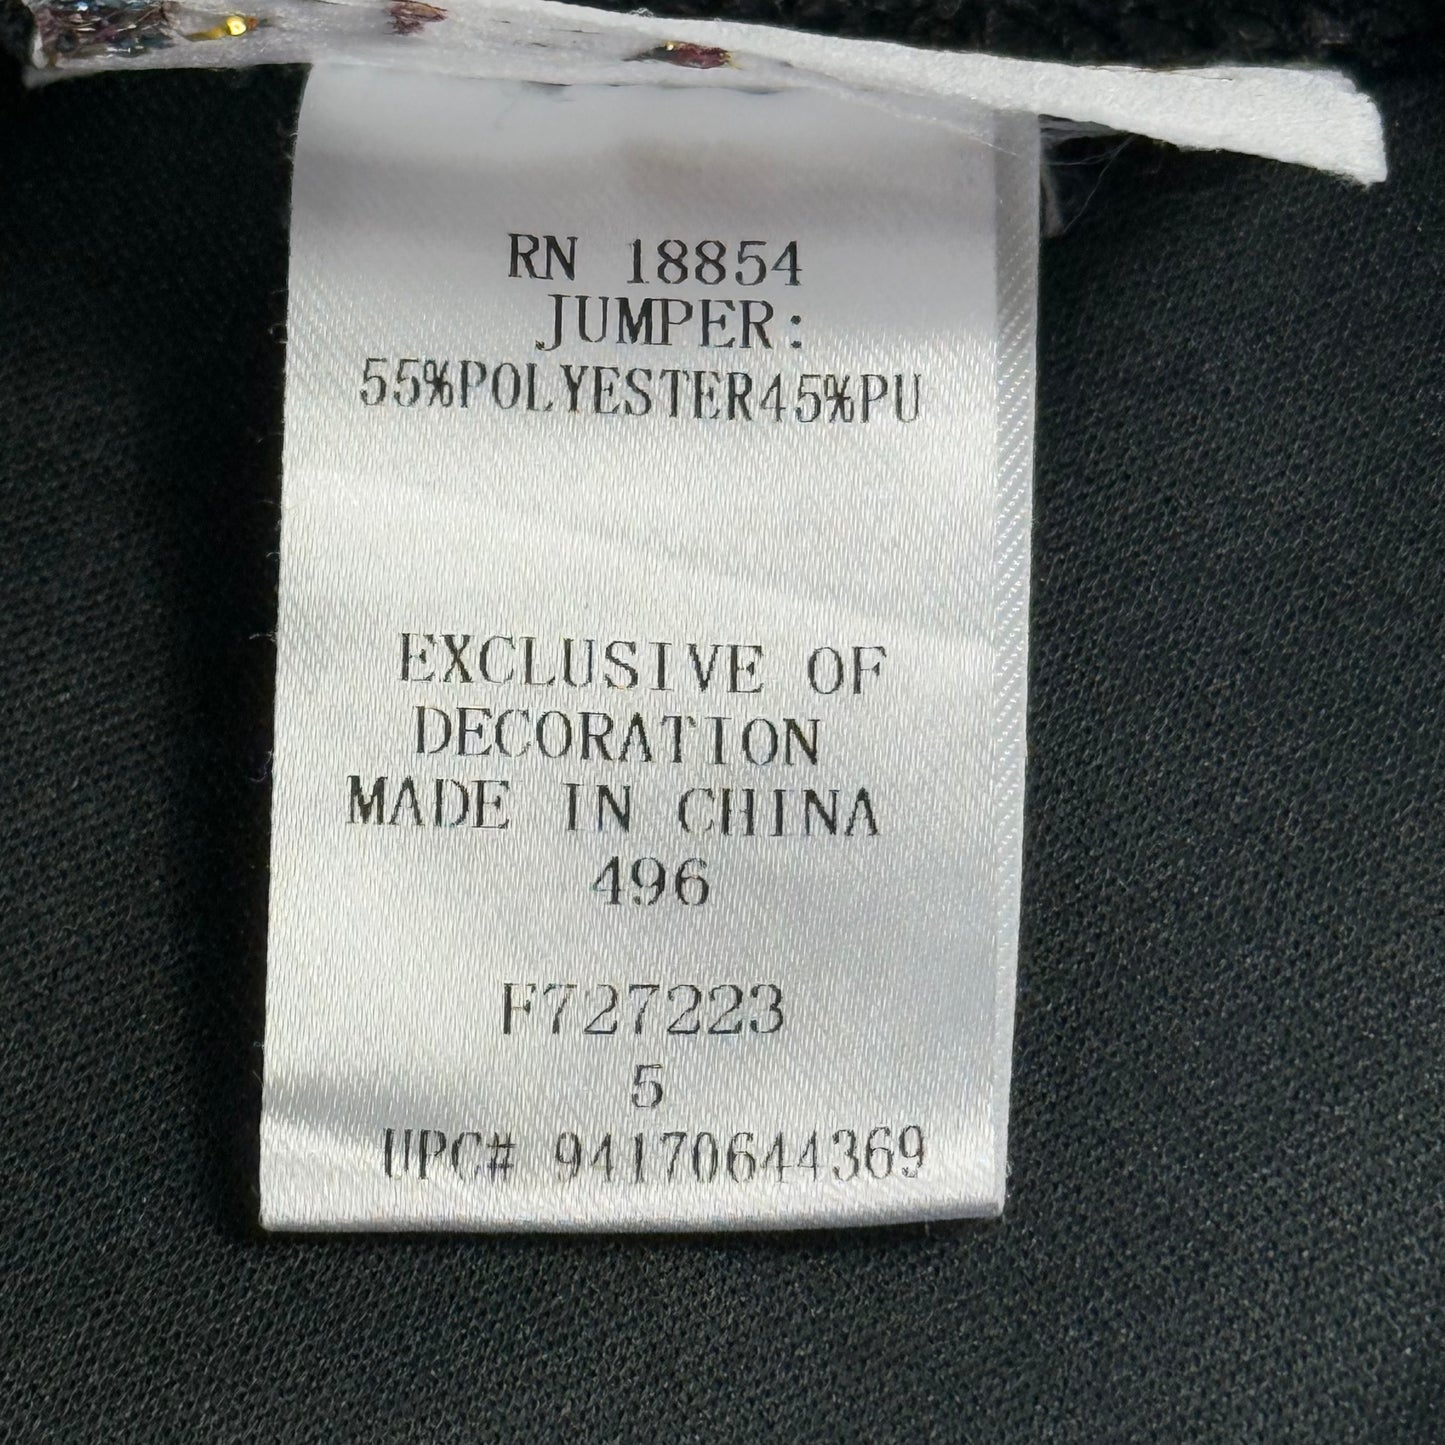 RN 18854
JUMPER:
55%POLYESTER45%PU
EXCLUSIVE OF
DECORATION
MADE IN CHINA
496
F727223
5
UPC# 94170644369